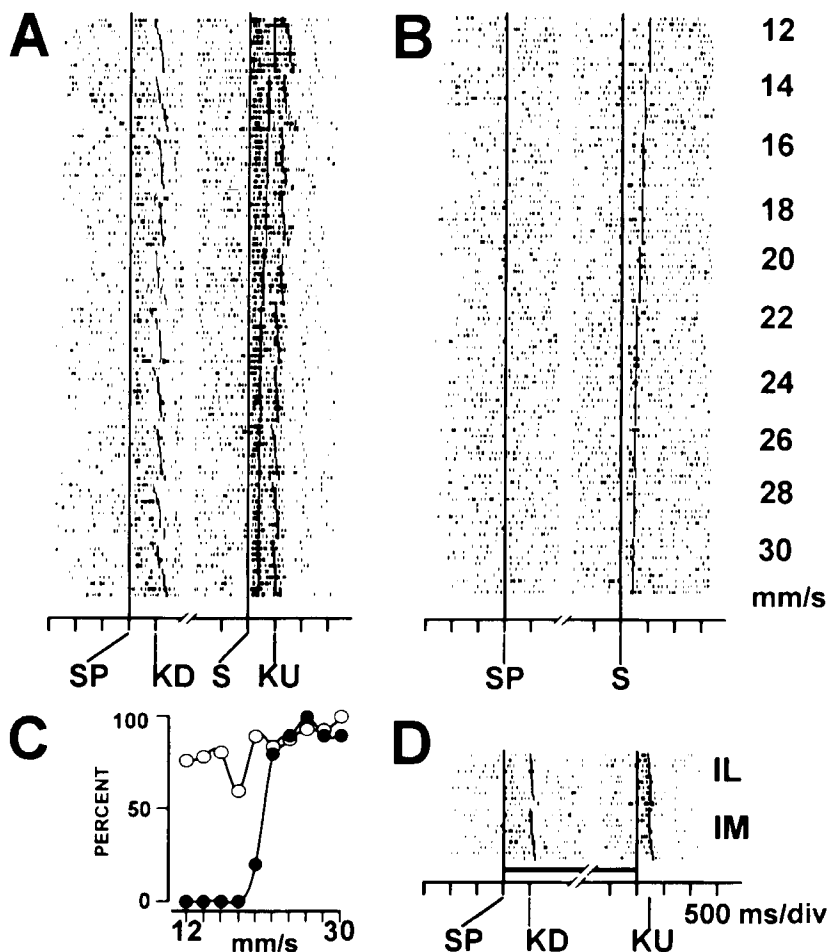 A
B
12
14
16
18
20
22
24
26
28
30
mm/s
SP KD S KU
SP S
C
100
50
0
PERCENT
12 30
mm/s
D
IL
IM
500 ms/div
SP KD KU